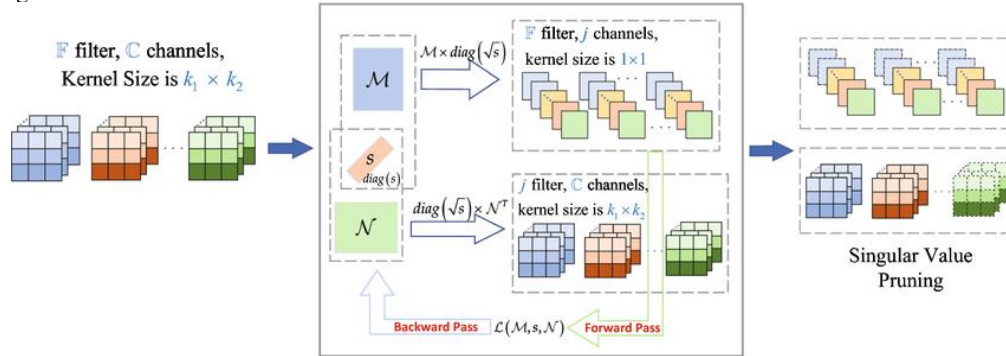 𝔽 filter, ℂ channels,
Kernel Size is k₁ × k₂
ℳ
ℳ × diag(√s)
s
diag(s)
𝒩
diag(√s) × 𝒩ᵀ
𝔽 filter, j channels,
kernel size is 1×1
j filter, ℂ channels,
kernel size is k₁ × k₂
Backward Pass
ℒ(ℳ,s,𝒩)
Forward Pass
Singular Value
Pruning